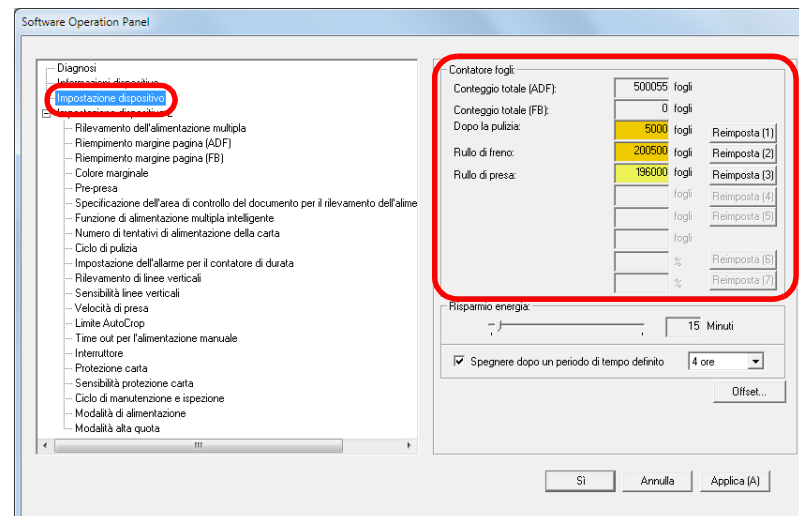 Software Operation Panel
Diagnosi
Informazioni dispositivo
Impostazione dispositivo
Impostazione dispositivo 2
Rilevamento dell'alimentazione multipla
Riempimento margine pagina (ADF)
Riempimento margine pagina (FB)
Colore marginale
Pre-presa
Specificazione dell'area di controllo del documento per il rilevamento dell'alime
Funzione di alimentazione multipla intelligente
Numero di tentativi di alimentazione della carta
Ciclo di pulizia
Impostazione dell'allarme per il contatore di durata
Rilevamento di linee verticali
Sensibilità linee verticali
Velocità di presa
Limite AutoCrop
Time out per l'alimentazione manuale
Interruttore
Protezione carta
Sensibilità protezione carta
Ciclo di manutenzione e ispezione
Modalità di alimentazione
Modalità alta quota
Contatore fogli:
Conteggio totale (ADF): 500055 fogli
Conteggio totale (FB): 0 fogli
Dopo la pulizia: 5000 fogli Reimposta (1)
Rullo di freno: 200500 fogli Reimposta (2)
Rullo di presa: 196000 fogli Reimposta (3)
fogli Reimposta (4)
fogli Reimposta (5)
fogli
% Reimposta (6)
% Reimposta (7)
Risparmio energia:
15 Minuti
Spegnere dopo un periodo di tempo definito 4 ore
Offset...
Sì Annulla Applica (A)